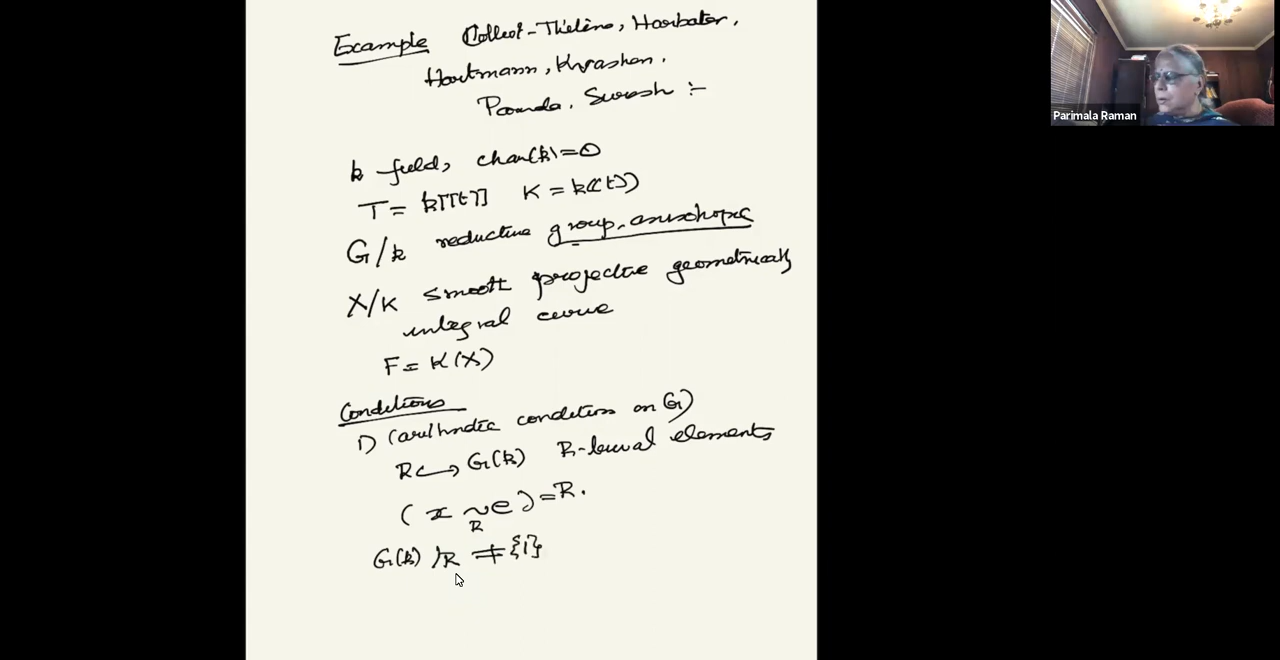 Example Colliot-Thélène, Harbater,
Hartmann, Krashen,
Parimala, Suresh :-
k field, char(k)=0
T = k[[t]] K = k((t))
G/k reductive group, anisotropic
X/K smooth projective geometrically
integral curve
F = K(X)
Conditions
1) (arithmetic condition on G)
R ↪ G(k) R-trivial elements
(x ~ e) = R.
R
G(k)/R ≠ {1}
Parimala Raman